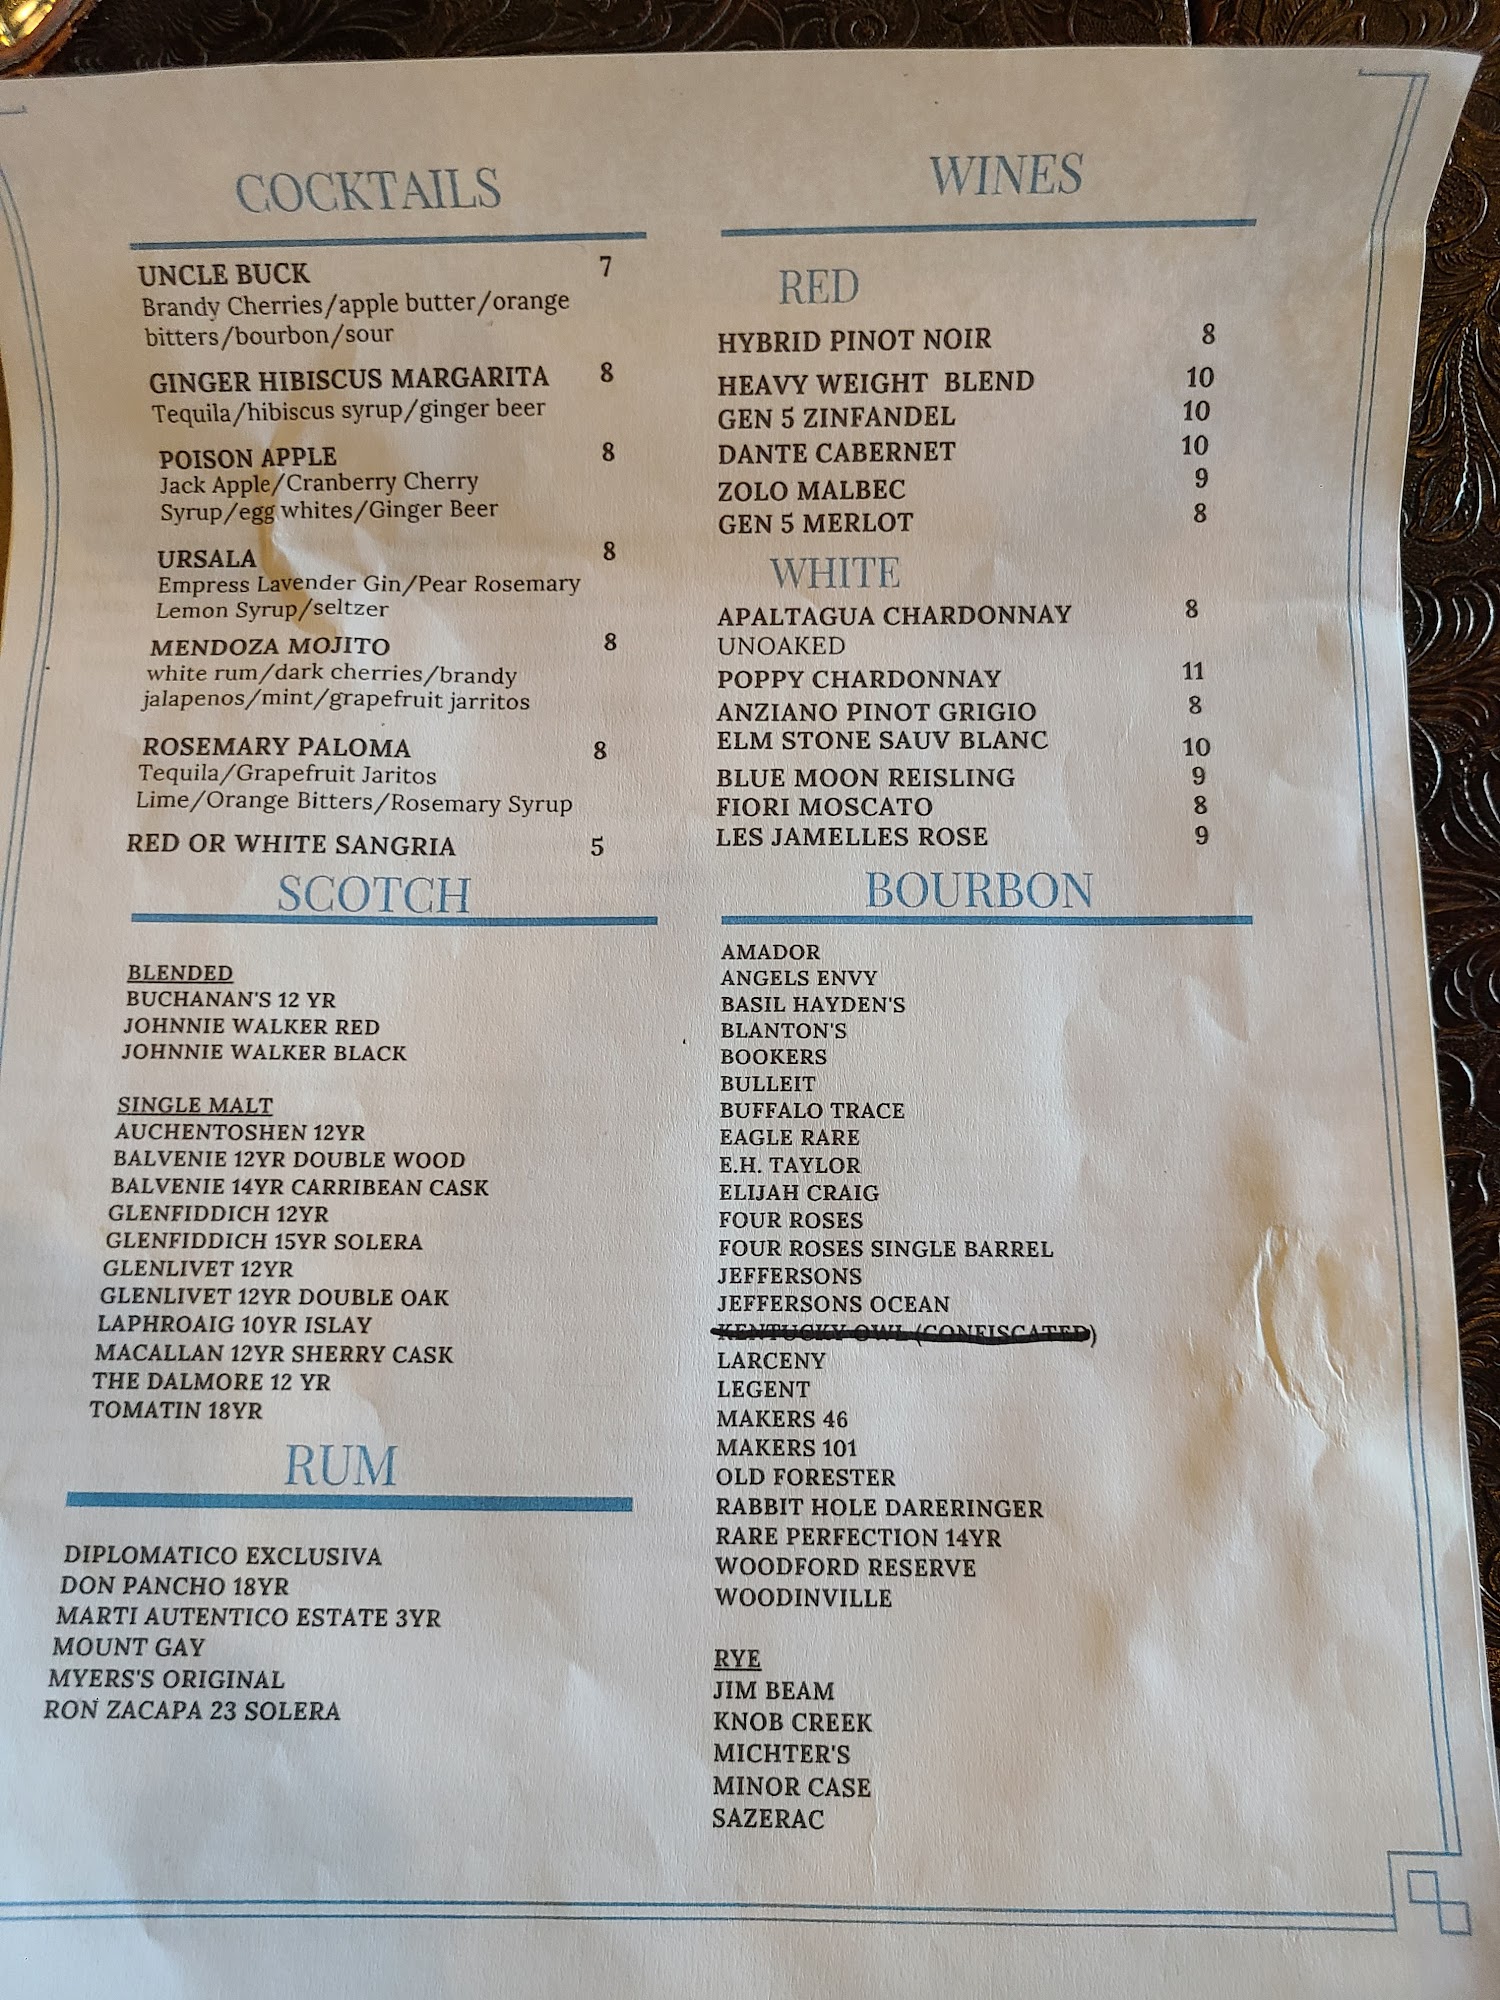 COCKTAILS
UNCLE BUCK 7
Brandy Cherries/apple butter/orange
bitters/bourbon/sour
GINGER HIBISCUS MARGARITA 8
Tequila/hibiscus syrup/ginger beer
POISON APPLE 8
Jack Apple/Cranberry Cherry
Syrup/egg whites/Ginger Beer
URSALA 8
Empress Lavender Gin/Pear Rosemary
Lemon Syrup/seltzer
MENDOZA MOJITO 8
white rum/dark cherries/brandy
jalapenos/mint/grapefruit jarritos
ROSEMARY PALOMA 8
Tequila/Grapefruit Jaritos
Lime/Orange Bitters/Rosemary Syrup
RED OR WHITE SANGRIA 5
SCOTCH
BLENDED
BUCHANAN'S 12 YR
JOHNNIE WALKER RED
JOHNNIE WALKER BLACK
SINGLE MALT
AUCHENTOSHEN 12YR
BALVENIE 12YR DOUBLE WOOD
BALVENIE 14YR CARRIBEAN CASK
GLENFIDDICH 12YR
GLENFIDDICH 15YR SOLERA
GLENLIVET 12YR
GLENLIVET 12YR DOUBLE OAK
LAPHROAIG 10YR ISLAY
MACALLAN 12YR SHERRY CASK
THE DALMORE 12 YR
TOMATIN 18YR
RUM
DIPLOMATICO EXCLUSIVA
DON PANCHO 18YR
MARTI AUTENTICO ESTATE 3YR
MOUNT GAY
MYERS'S ORIGINAL
RON ZACAPA 23 SOLERA
WINES
RED
HYBRID PINOT NOIR 8
HEAVY WEIGHT BLEND 10
GEN 5 ZINFANDEL 10
DANTE CABERNET 10
ZOLO MALBEC 9
GEN 5 MERLOT 8
WHITE
APALTAGUA CHARDONNAY 8
UNOAKED
POPPY CHARDONNAY 11
ANZIANO PINOT GRIGIO 8
ELM STONE SAUV BLANC 10
BLUE MOON REISLING 9
FIORI MOSCATO 8
LES JAMELLES ROSE 9
BOURBON
AMADOR
ANGELS ENVY
BASIL HAYDEN'S
BLANTON'S
BOOKERS
BULLEIT
BUFFALO TRACE
EAGLE RARE
E.H. TAYLOR
ELIJAH CRAIG
FOUR ROSES
FOUR ROSES SINGLE BARREL
JEFFERSONS
JEFFERSONS OCEAN
KENTUCKY OWL (CONFISCATED)
LARCENY
LEGENT
MAKERS 46
MAKERS 101
OLD FORESTER
RABBIT HOLE DARERINGER
RARE PERFECTION 14YR
WOODFORD RESERVE
WOODINVILLE
RYE
JIM BEAM
KNOB CREEK
MICHTER'S
MINOR CASE
SAZERAC